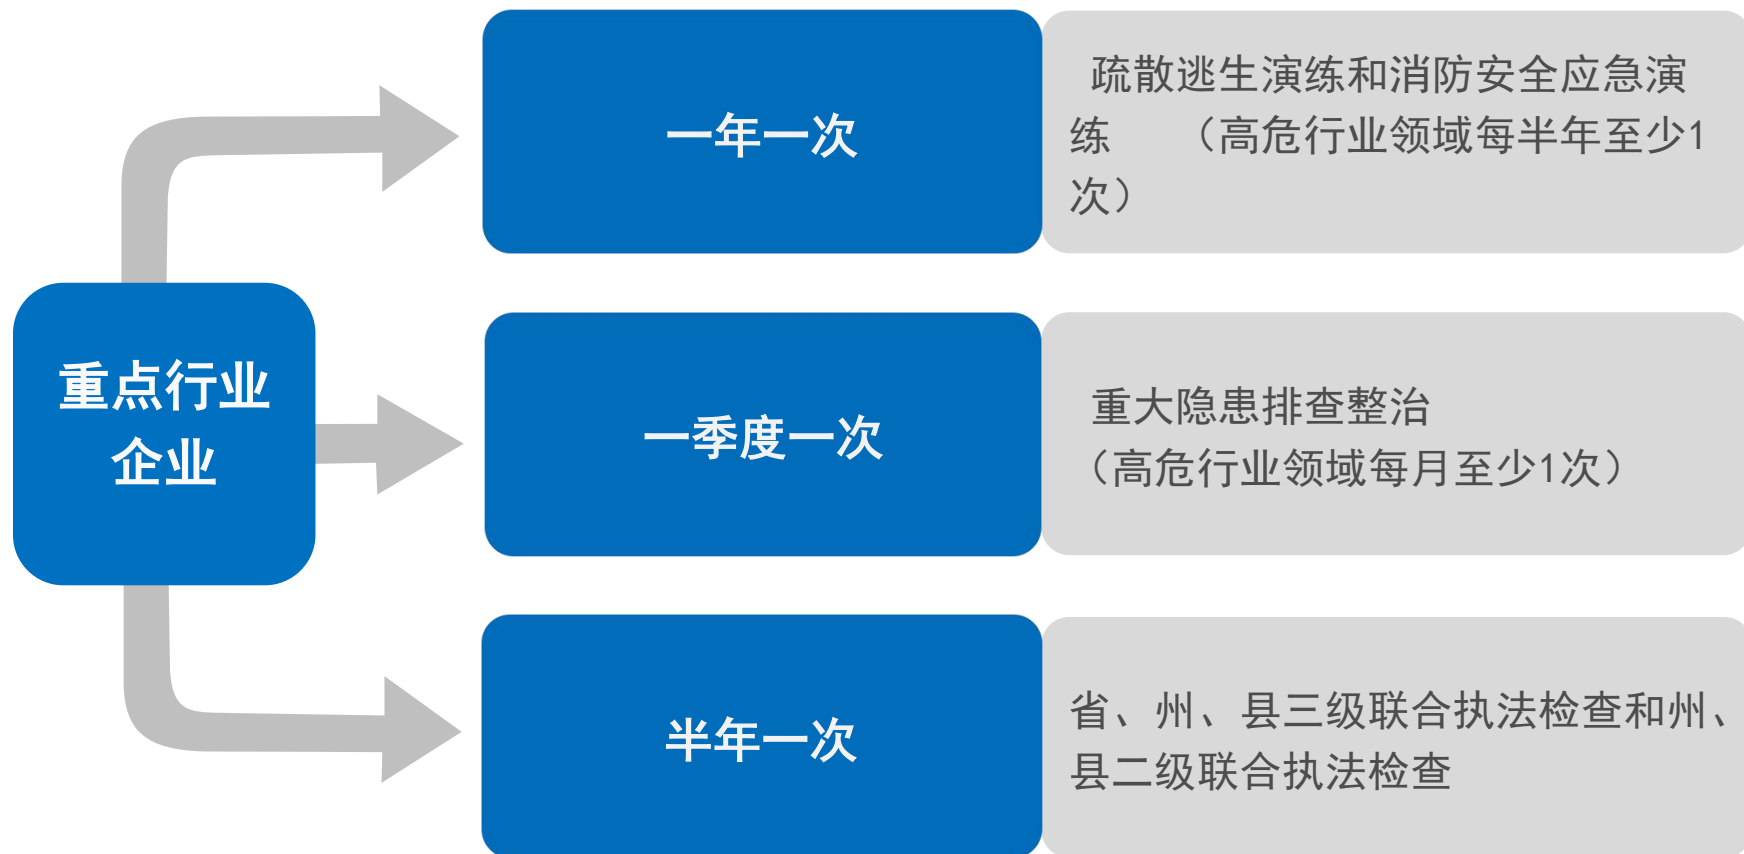 一年一次
疏散逃生演练和消防安全应急演
练 （高危行业领域每半年至少1
次）
重点行业
企业
一季度一次
重大隐患排查整治
（高危行业领域每月至少1次）
半年一次
省、州、县三级联合执法检查和州、
县二级联合执法检查